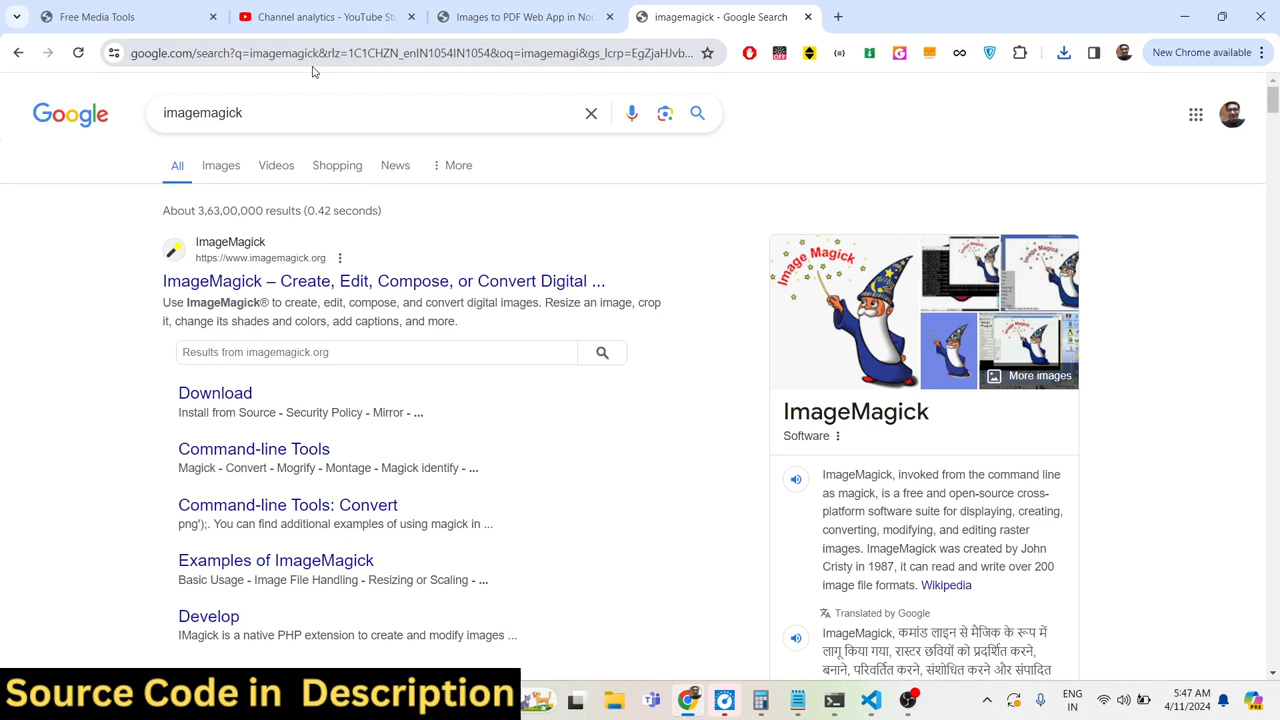 Free Media Tools
Channel analytics - YouTube St
Images to PDF Web App in No
imagemagick - Google Search
google.com/search?q=imagemagick&rlz=1C1CHZ_enIN1054IN1054&oq=imagemagi&gs_lcrp=EgZjaHJvb...
New Chrome available
Google
imagemagick
All
Images
Videos
Shopping
News
More
About 3,63,00,000 results (0.42 seconds)
ImageMagick
https://www.imagemagick.org
ImageMagick – Create, Edit, Compose, or Convert Digital ...
Use ImageMagick® to create, edit, compose, and convert digital images. Resize an image, crop
it, change its shades and colors, add captions, and more.
Results from imagemagick.org
Download
Install from Source - Security Policy - Mirror - ...
Command-line Tools
Magick - Convert - Mogrify - Montage - Magick identify - ...
Command-line Tools: Convert
png');. You can find additional examples of using magick in ...
Examples of ImageMagick
Basic Usage - Image File Handling - Resizing or Scaling - ...
Develop
IMagick is a native PHP extension to create and modify images ...
Image Magick
More images
ImageMagick
Software
ImageMagick, invoked from the command line
as magick, is a free and open-source cross-
platform software suite for displaying, creating,
converting, modifying, and editing raster
images. ImageMagick was created by John
Cristy in 1987, it can read and write over 200
image file formats. Wikipedia
Translated by Google
ImageMagick, कमांड लाइन से मैजिक के रूप में
लागू किया गया, रास्टर छवियों को प्रदर्शित करने,
बनाने, परिवर्तित करने, संशोधित करने और संपादित
Source Code in Description
ENG
IN
5:47 AM
4/11/2024